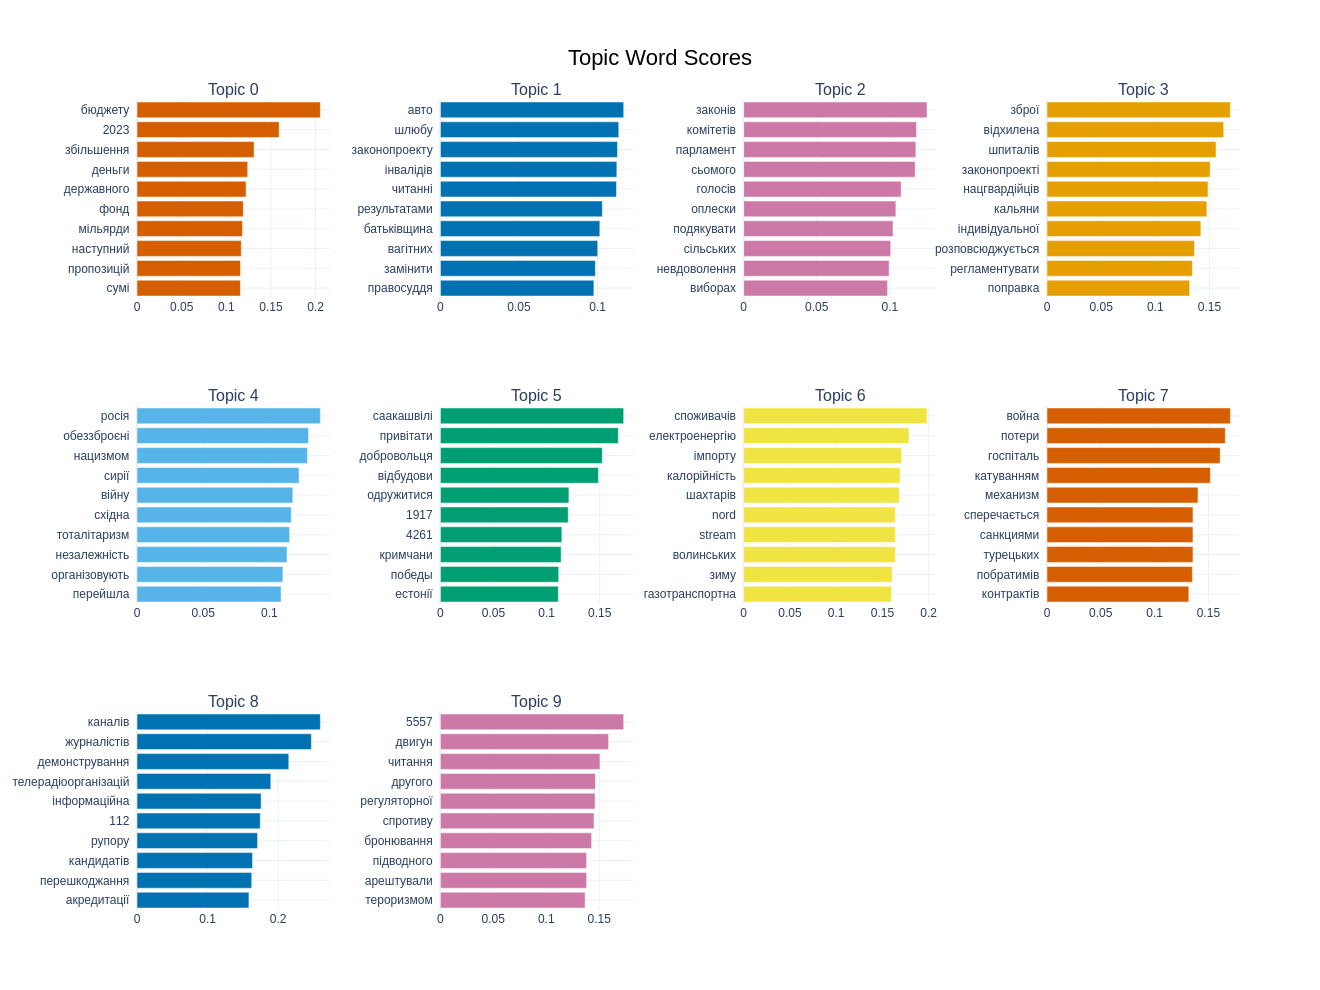 Topic Word Scores
Topic 0
бюджету
2023
збільшення
деньги
державного
фонд
мільярди
наступний
пропозицій
сумі
0 0.05 0.1 0.15 0.2
Topic 1
авто
шлюбу
законопроекту
інвалідів
читанні
результатами
батьківщина
вагітних
замінити
правосуддя
0 0.05 0.1
Topic 2
законів
комітетів
парламент
сьомого
голосів
оплески
подякувати
сільських
невдоволення
виборах
0 0.05 0.1
Topic 3
зброї
відхилена
шпиталів
законопроекті
нацгвардійців
кальяни
індивідуальної
розповсюджується
регламентувати
поправка
0 0.05 0.1 0.15
Topic 4
росія
обеззброєні
нацизмом
сирії
війну
східна
тоталітаризм
незалежність
організовують
перейшла
0 0.05 0.1
Topic 5
саакашвілі
привітати
добровольця
відбудови
одружитися
1917
4261
кримчани
победы
естонії
0 0.05 0.1 0.15
Topic 6
споживачів
електроенергію
імпорту
калорійність
шахтарів
nord
stream
волинських
зиму
газотранспортна
0 0.05 0.1 0.15 0.2
Topic 7
война
потери
госпіталь
катуванням
механизм
сперечається
санкциями
турецьких
побратимів
контрактів
0 0.05 0.1 0.15
Topic 8
каналів
журналістів
демонстрування
телерадіоорганізацій
інформаційна
112
рупору
кандидатів
перешкоджання
акредитації
0 0.1 0.2
Topic 9
5557
двигун
читання
другого
регуляторної
спротиву
бронювання
підводного
арештували
тероризмом
0 0.05 0.1 0.15